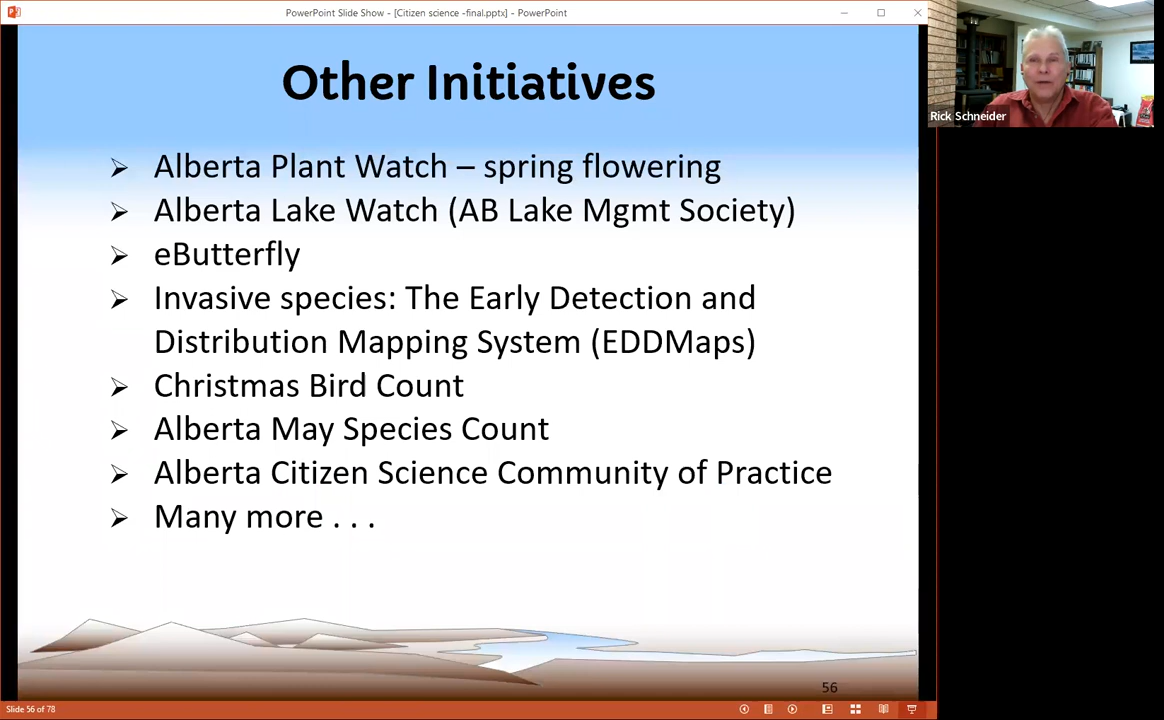 PowerPoint Slide Show - [Citizen science -final.pptx] - PowerPoint
Other Initiatives
Alberta Plant Watch – spring flowering
Alberta Lake Watch (AB Lake Mgmt Society)
eButterfly
Invasive species: The Early Detection and
Distribution Mapping System (EDDMaps)
Christmas Bird Count
Alberta May Species Count
Alberta Citizen Science Community of Practice
Many more . . .
56
Slide 56 of 78
Rick Schneider